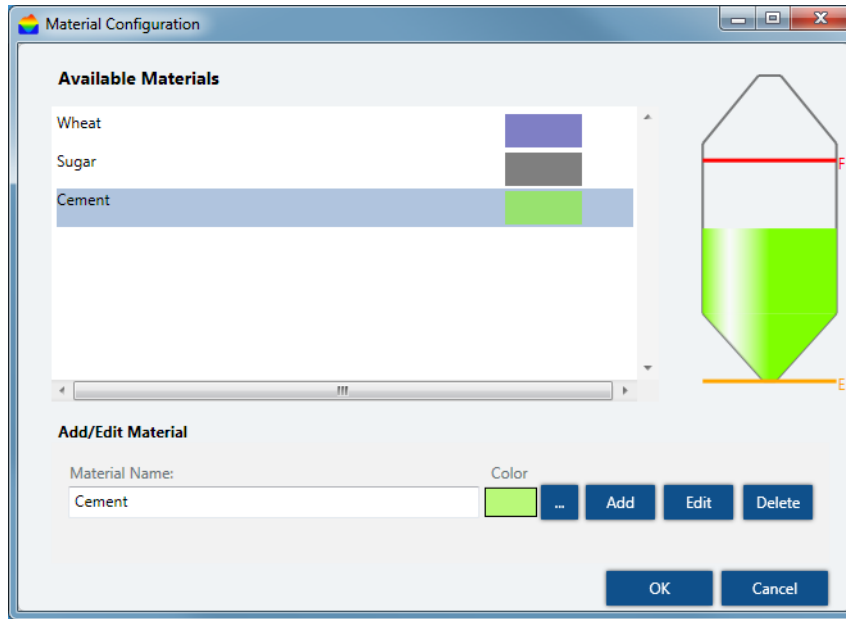 Material Configuration
Available Materials
Wheat
Sugar
Cement
F
E
Add/Edit Material
Material Name:
Color
Cement
...
Add
Edit
Delete
OK
Cancel